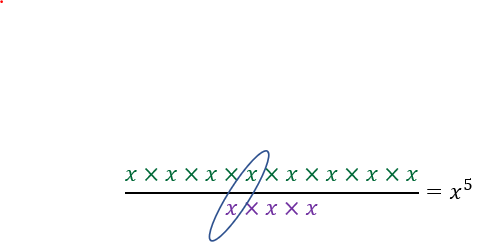 x × x × x × x × x × x × x × x
x × x × x
= x⁵